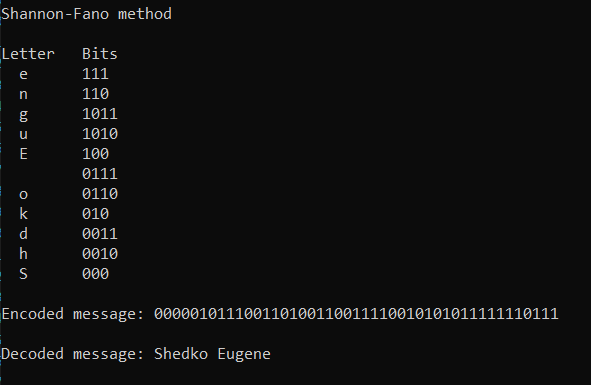 Shannon-Fano method
Letter Bits
e 111
n 110
g 1011
u 1010
E 100
0111
o 0110
k 010
d 0011
h 0010
S 000
Encoded message: 000001011100110100110011110010101011111110111
Decoded message: Shedko Eugene